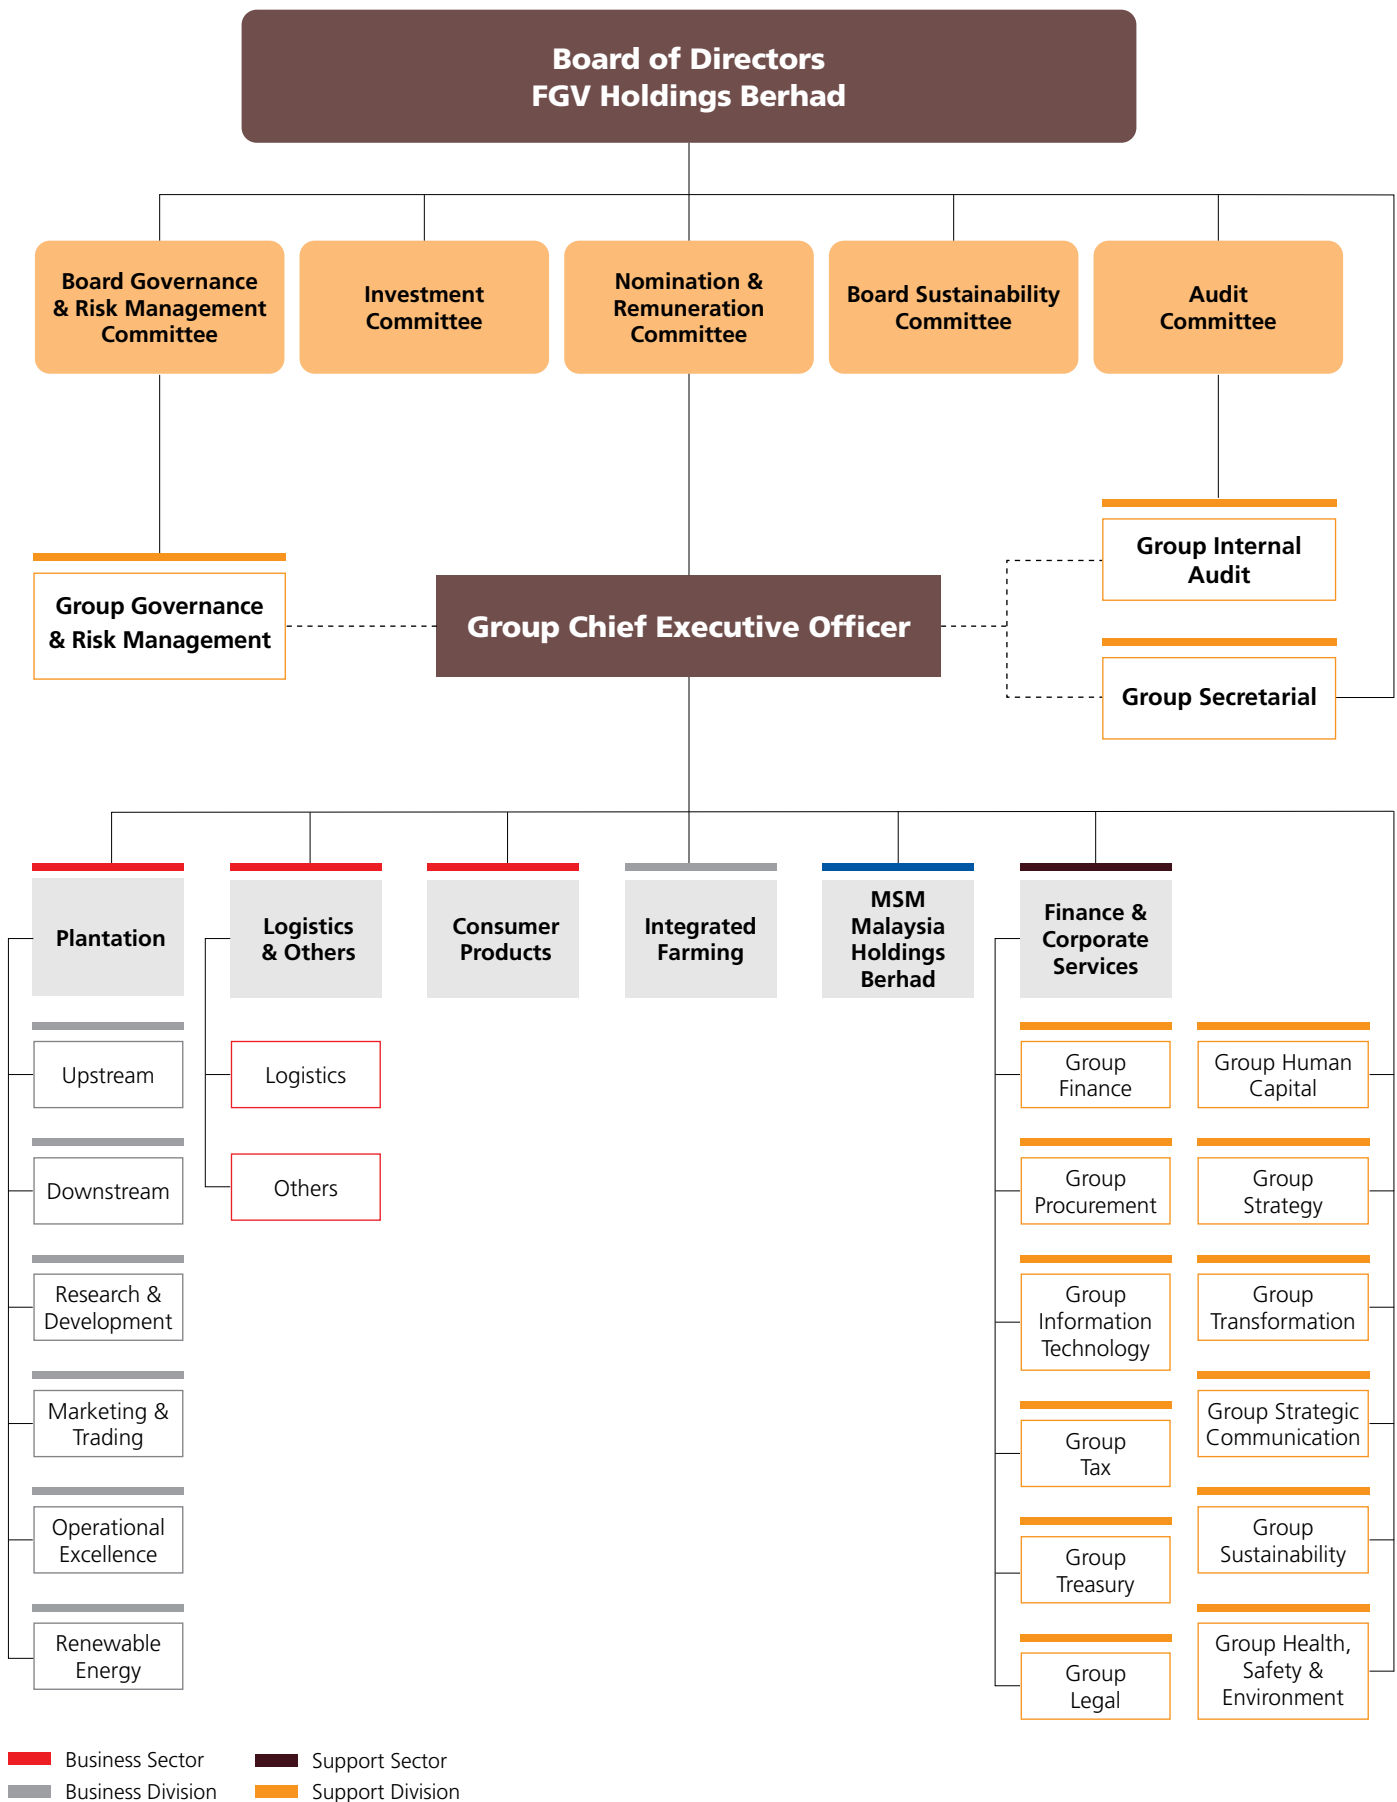 Board of Directors
FGV Holdings Berhad
Board Governance
& Risk Management
Committee
Investment
Committee
Nomination &
Remuneration
Committee
Board Sustainability
Committee
Audit
Committee
Group Internal
Audit
Group Governance
& Risk Management
Group Chief Executive Officer
Group Secretarial
Plantation
Logistics
& Others
Consumer
Products
Integrated
Farming
MSM
Malaysia
Holdings
Berhad
Finance &
Corporate
Services
Upstream
Downstream
Research &
Development
Marketing &
Trading
Operational
Excellence
Renewable
Energy
Logistics
Others
Group
Finance
Group
Procurement
Group
Information
Technology
Group
Tax
Group
Treasury
Group
Legal
Group Human
Capital
Group
Strategy
Group
Transformation
Group Strategic
Communication
Group
Sustainability
Group Health,
Safety &
Environment
Business Sector
Support Sector
Business Division
Support Division